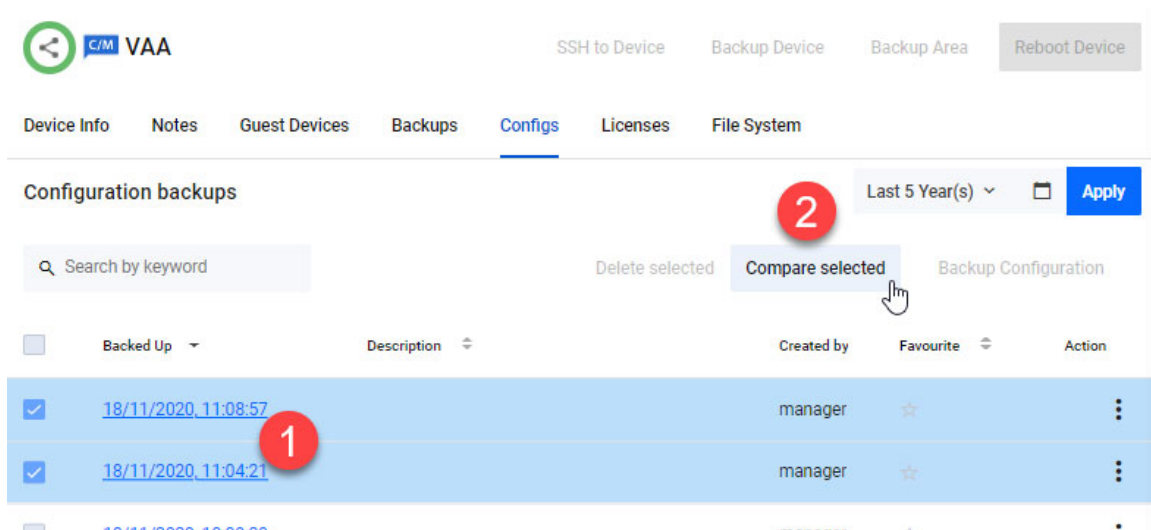 C/M VAA SSH to Device Backup Device Backup Area Reboot Device
Device Info Notes Guest Devices Backups Configs Licenses File System
Configuration backups Last 5 Year(s) Apply
2
Search by keyword Delete selected Compare selected Backup Configuration
Backed Up Description Created by Favourite Action
18/11/2020, 11:08:57 manager
1
18/11/2020, 11:04:21 manager